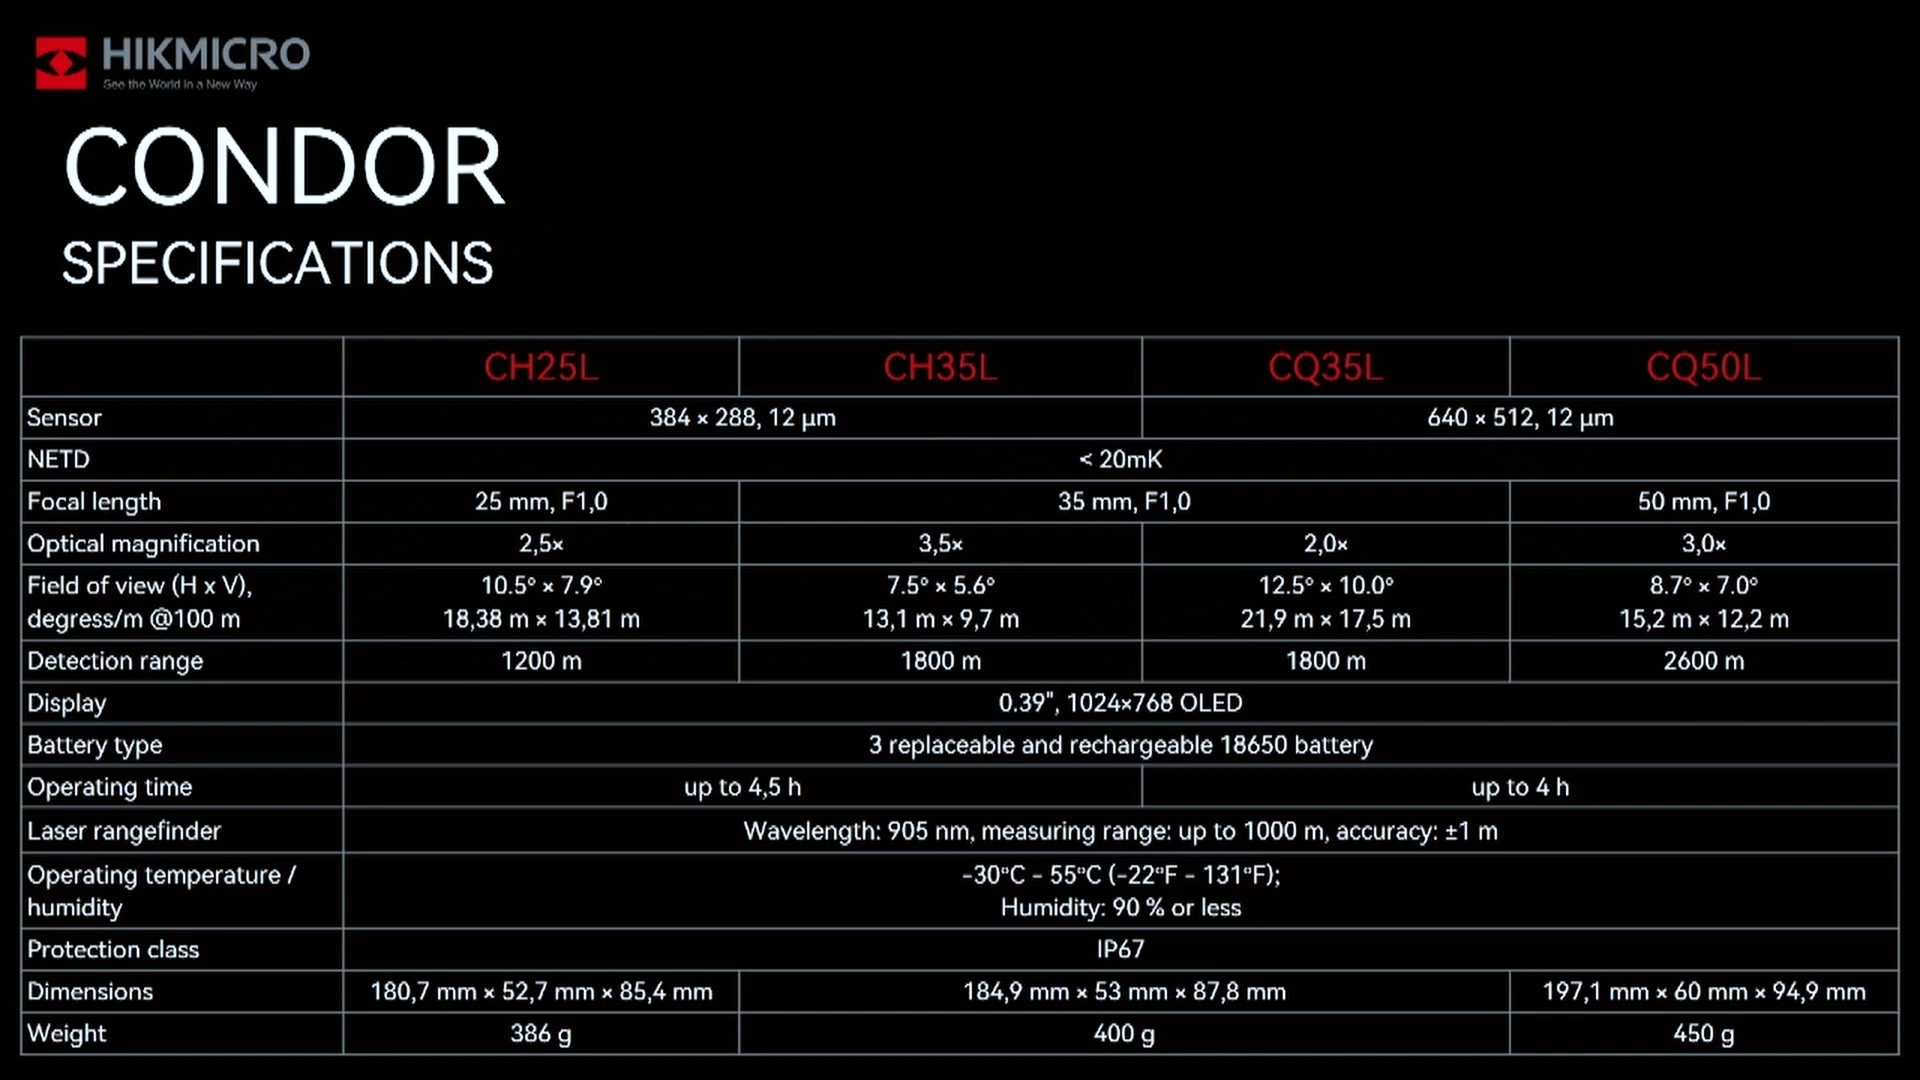 HIKMICRO
See the World in a New Way
CONDOR
SPECIFICATIONS
CH25L CH35L CQ35L CQ50L
Sensor 384 × 288, 12 µm 640 × 512, 12 µm
NETD < 20mK
Focal length 25 mm, F1,0 35 mm, F1,0 50 mm, F1,0
Optical magnification 2,5× 3,5× 2,0× 3,0×
Field of view (H x V), 10.5° × 7.9° 7.5° × 5.6° 12.5° × 10.0° 8.7° × 7.0°
degress/m @100 m 18,38 m × 13,81 m 13,1 m × 9,7 m 21,9 m × 17,5 m 15,2 m × 12,2 m
Detection range 1200 m 1800 m 1800 m 2600 m
Display 0.39", 1024×768 OLED
Battery type 3 replaceable and rechargeable 18650 battery
Operating time up to 4,5 h up to 4 h
Laser rangefinder Wavelength: 905 nm, measuring range: up to 1000 m, accuracy: ±1 m
Operating temperature / -30°C - 55°C (-22°F - 131°F);
humidity Humidity: 90 % or less
Protection class IP67
Dimensions 180,7 mm × 52,7 mm × 85,4 mm 184,9 mm × 53 mm × 87,8 mm 197,1 mm × 60 mm × 94,9 mm
Weight 386 g 400 g 450 g